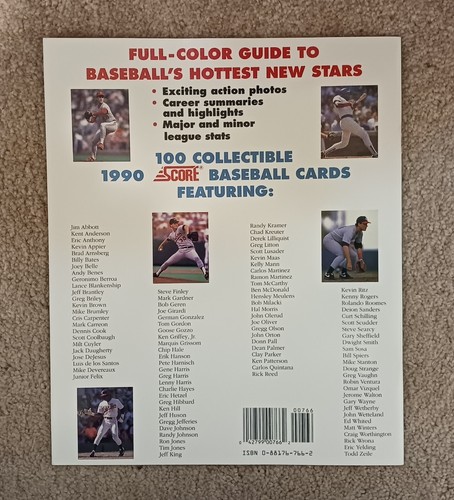 FULL-COLOR GUIDE TO
BASEBALL'S HOTTEST NEW STARS
• Exciting action photos
• Career summaries
and highlights
• Major and minor
league stats
100 COLLECTIBLE
1990 SCORE® BASEBALL CARDS
FEATURING:
Jim Abbott
Kent Anderson
Eric Anthony
Kevin Appier
Brad Arnsberg
Billy Bates
Joey Belle
Andy Benes
Geronimo Berroa
Lance Blankenship
Jeff Brantley
Greg Briley
Kevin Brown
Mike Brumley
Cris Carpenter
Mark Carreon
Dennis Cook
Scott Coolbaugh
Milt Cuyler
Jack Daugherty
Jose DeJesus
Luis de los Santos
Mike Devereaux
Junior Felix
Steve Finley
Mark Gardner
Bob Geren
Joe Girardi
German Gonzalez
Tom Gordon
Goose Gozzo
Ken Griffey, Jr.
Marquis Grissom
Chip Hale
Erik Hanson
Pete Harnisch
Gene Harris
Greg Harris
Lenny Harris
Charlie Hayes
Eric Hetzel
Greg Hibbard
Ken Hill
Jeff Huson
Gregg Jefferies
Dave Johnson
Randy Johnson
Ron Jones
Tim Jones
Jeff King
Randy Kramer
Chad Kreuter
Derek Lilliquist
Greg Litton
Scott Lusader
Kevin Maas
Kelly Mann
Carlos Martinez
Ramon Martinez
Tom McCarthy
Ben McDonald
Hensley Meulens
Bob Milacki
Hal Morris
John Olerud
Joe Oliver
Gregg Olson
John Orton
Donn Pall
Dean Palmer
Clay Parker
Ken Patterson
Carlos Quintana
Rick Reed
Kevin Ritz
Kenny Rogers
Rolando Roomes
Deion Sanders
Curt Schilling
Scott Scudder
Steve Searcy
Gary Sheffield
Dwight Smith
Sam Sosa
Bill Spiers
Mike Stanton
Doug Strange
Greg Vaughn
Robin Ventura
Omar Vizquel
Jerome Walton
Gary Wayne
Jeff Wetherby
John Wetteland
Ed Whited
Matt Winters
Craig Worthington
Rick Wrona
Eric Yelding
Todd Zeile
00766
42799 00766
ISBN 0-88176-766-2